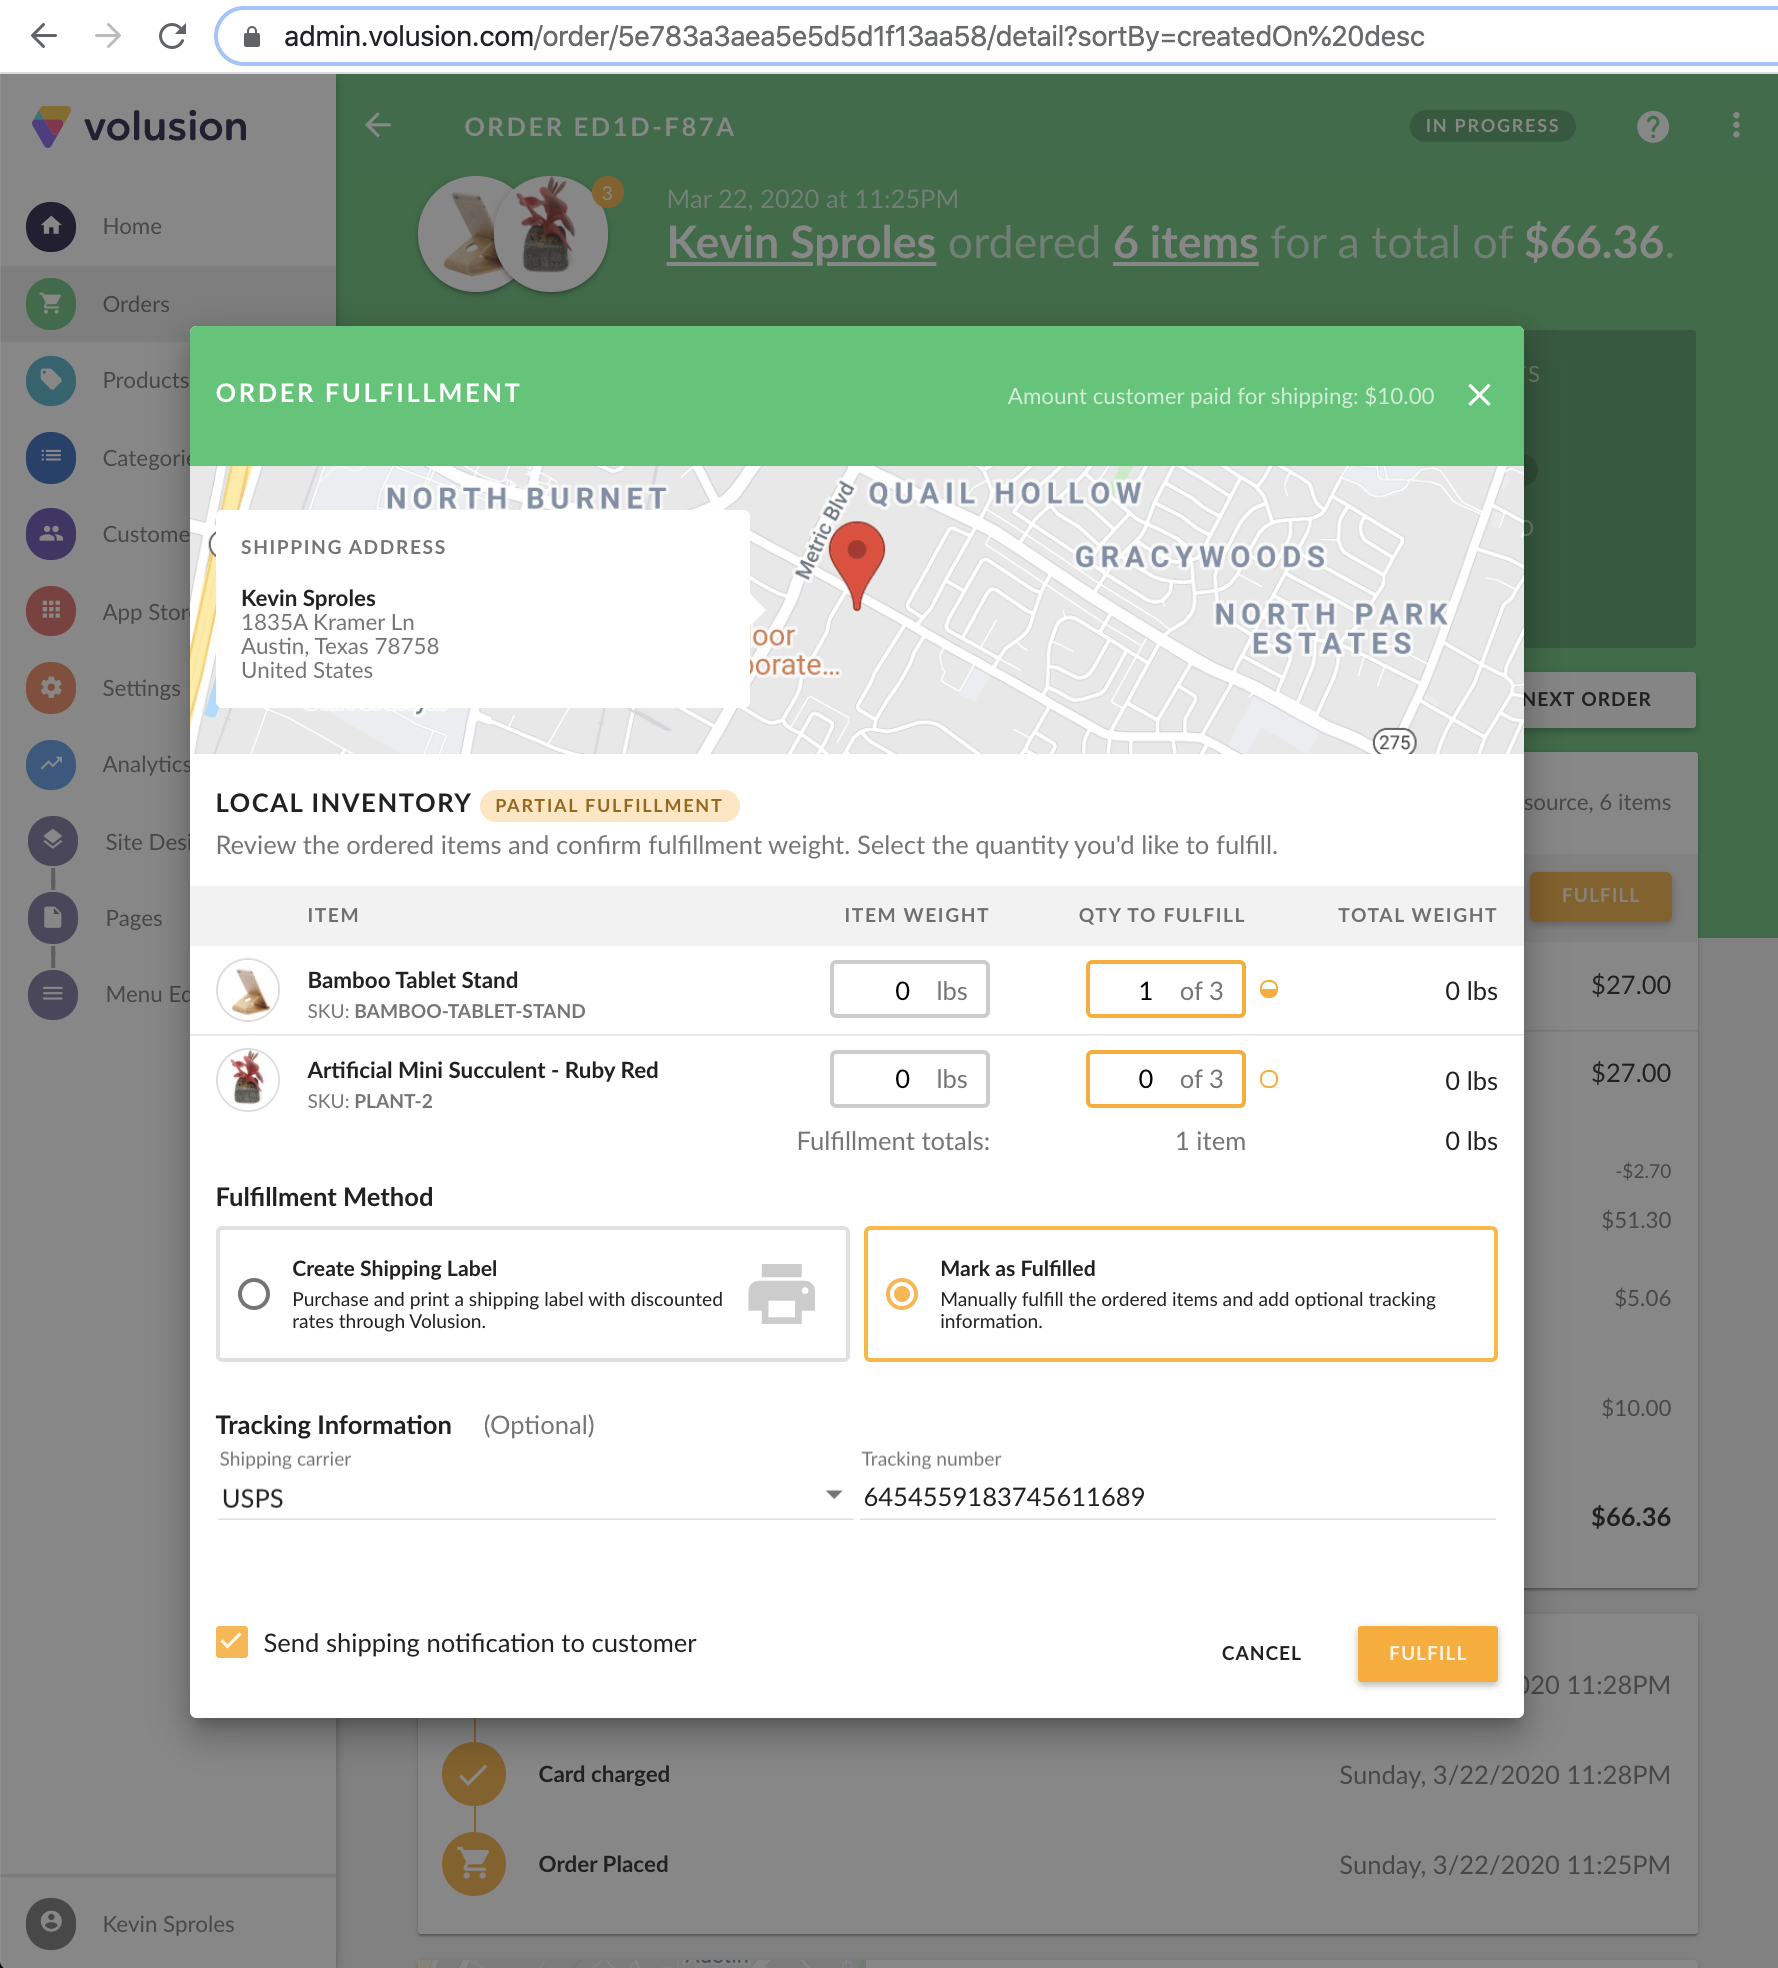 admin.volusion.com/order/5e783a3aea5e5d5d1f13aa58/detail?sortBy=createdOn%20desc
volusion
ORDER ED1D-F87A
IN PROGRESS
3
Mar 22, 2020 at 11:25PM
Kevin Sproles ordered 6 items for a total of $66.36.
Home
Orders
Products
Categorie
Custome
App Stor
Settings
Analytics
Site Desi
Pages
Menu Ed
Kevin Sproles
ORDER FULFILLMENT
Amount customer paid for shipping: $10.00
NORTH BURNET
Metric Blvd
QUAIL HOLLOW
GRACYWOODS
NORTH PARK
ESTATES
275
SHIPPING ADDRESS
Kevin Sproles
1835A Kramer Ln
Austin, Texas 78758
United States
LOCAL INVENTORY
PARTIAL FULFILLMENT
Review the ordered items and confirm fulfillment weight. Select the quantity you'd like to fulfill.
ITEM ITEM WEIGHT QTY TO FULFILL TOTAL WEIGHT
Bamboo Tablet Stand
SKU: BAMBOO-TABLET-STAND
0 lbs
1 of 3
0 lbs
Artificial Mini Succulent - Ruby Red
SKU: PLANT-2
0 lbs
0 of 3
0 lbs
Fulfillment totals: 1 item 0 lbs
Fulfillment Method
Create Shipping Label
Purchase and print a shipping label with discounted
rates through Volusion.
Mark as Fulfilled
Manually fulfill the ordered items and add optional tracking
information.
Tracking Information (Optional)
Shipping carrier
USPS
Tracking number
6454559183745611689
Send shipping notification to customer
CANCEL
FULFILL
NEXT ORDER
source, 6 items
FULFILL
$27.00
$27.00
-$2.70
$51.30
$5.06
$10.00
$66.36
020 11:28PM
Card charged
Sunday, 3/22/2020 11:28PM
Order Placed
Sunday, 3/22/2020 11:25PM